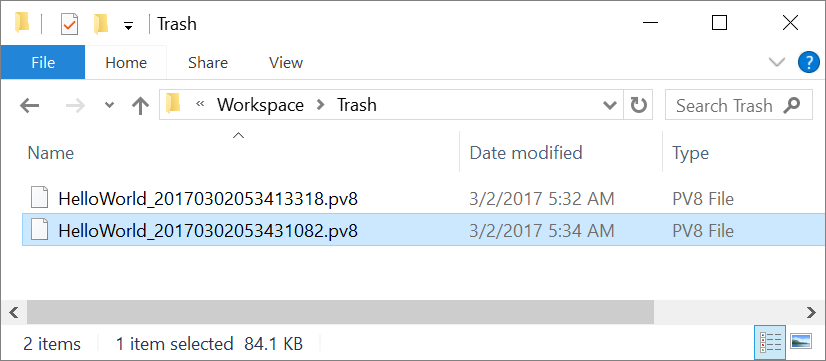 Trash
File Home Share View
« Workspace Trash Search Trash
Name Date modified Type
HelloWorld_20170302053413318.pv8 3/2/2017 5:32 AM PV8 File
HelloWorld_20170302053431082.pv8 3/2/2017 5:34 AM PV8 File
2 items 1 item selected 84.1 KB